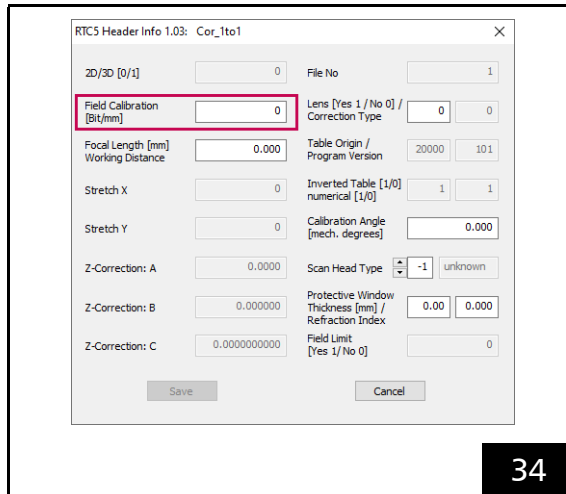 RTC5 Header Info 1.03: Cor_1to1
2D/3D [0/1] 0 File No 1
Field Calibration
[Bit/mm] 0
Lens [Yes 1 / No 0] /
Correction Type 0 0
Focal Length [mm]
Working Distance 0.000
Table Origin /
Program Version 20000 101
Stretch X 0
Inverted Table [1/0]
numerical [1/0] 1 1
Stretch Y 0
Calibration Angle
[mech. degrees] 0.000
Z-Correction: A 0.0000 Scan Head Type -1 unknown
Z-Correction: B 0.000000
Protective Window
Thickness [mm] /
Refraction Index 0.00 0.000
Z-Correction: C 0.0000000000
Field Limit
[Yes 1/ No 0] 0
Save Cancel
34